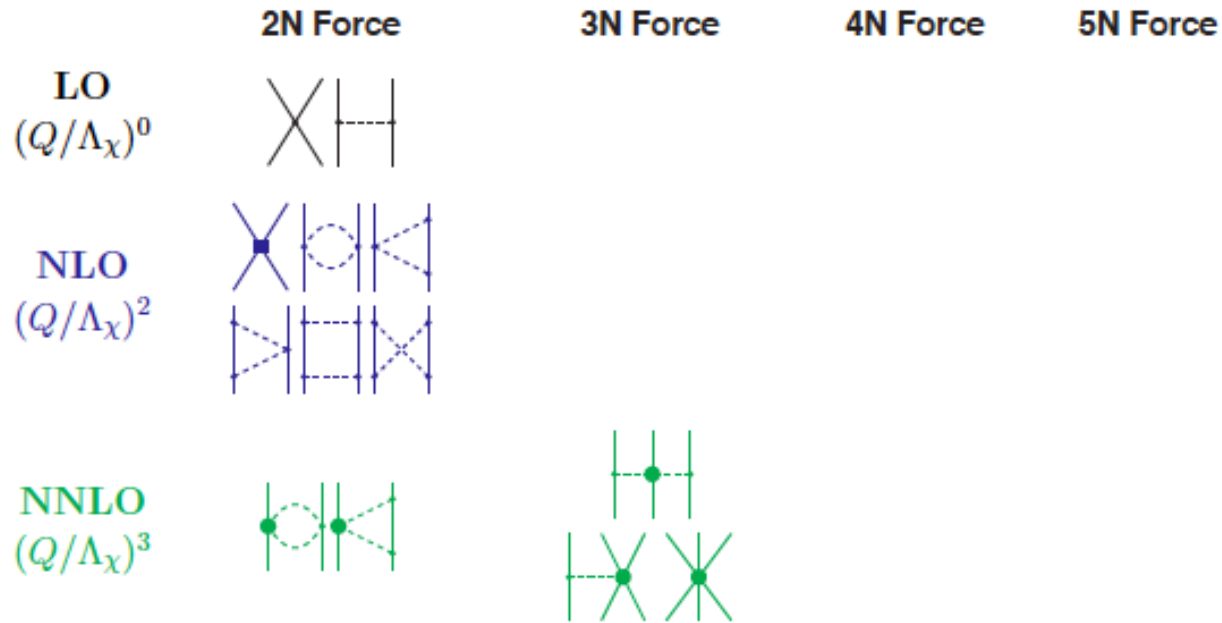 2N Force 3N Force 4N Force 5N Force
LO
(Q/Λχ)⁰
NLO
(Q/Λχ)²
NNLO
(Q/Λχ)³